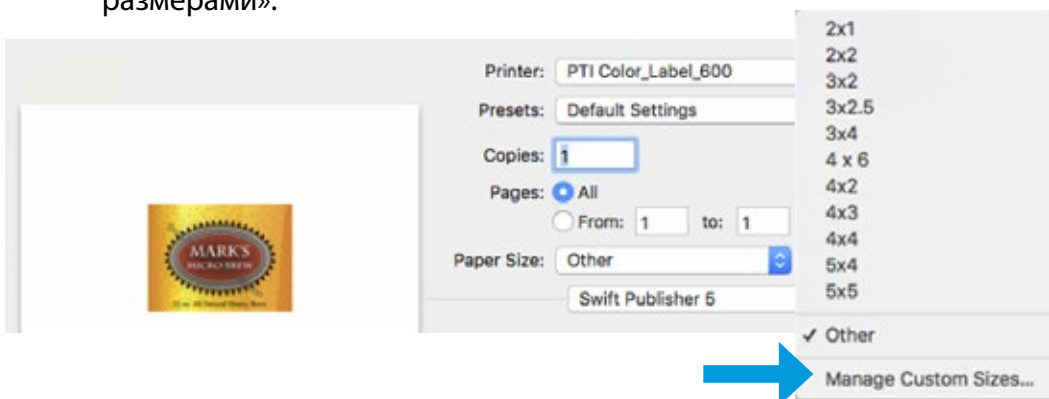 размерами».
Printer: PTI Color_Label_600
Presets: Default Settings
Copies: 1
Pages: All
From: 1 to: 1
Paper Size: Other
Swift Publisher 5
MARK'S
MICRO BREW
2x1
2x2
3x2
3x2.5
3x4
4 x 6
4x2
4x3
4x4
5x4
5x5
✓ Other
Manage Custom Sizes...